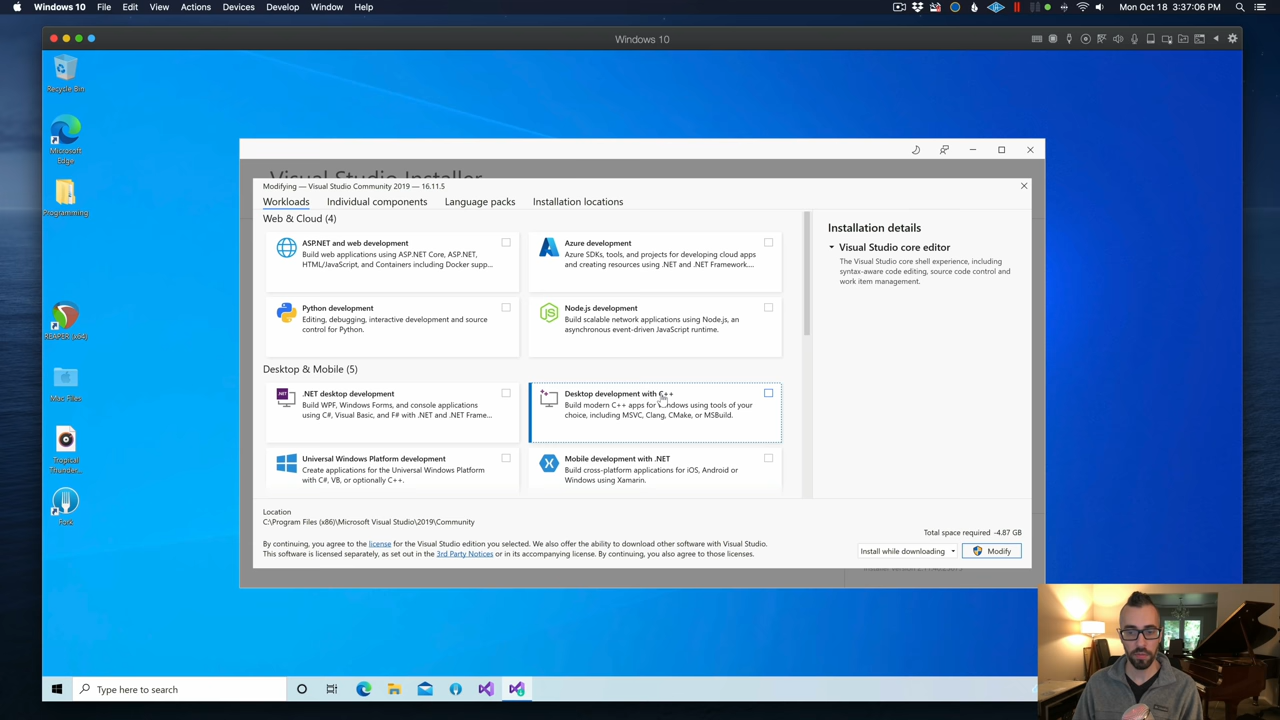 Windows 10 File Edit View Actions Devices Develop Window Help
Mon Oct 18 3:37:06 PM
Windows 10
Recycle Bin
Microsoft
Edge
Programming
REAPER (x64)
Mac Files
Tropical
Thunder...
Fork
Modifying — Visual Studio Community 2019 — 16.11.5
Workloads Individual components Language packs Installation locations
Web & Cloud (4)
ASP.NET and web development
Build web applications using ASP.NET Core, ASP.NET,
HTML/JavaScript, and Containers including Docker supp...
Azure development
Azure SDKs, tools, and projects for developing cloud apps
and creating resources using .NET and .NET Framework....
Python development
Editing, debugging, interactive development and source
control for Python.
Node.js development
Build scalable network applications using Node.js, an
asynchronous event-driven JavaScript runtime.
Desktop & Mobile (5)
.NET desktop development
Build WPF, Windows Forms, and console applications
using C#, Visual Basic, and F# with .NET and .NET Frame...
Desktop development with C++
Build modern C++ apps for Windows using tools of your
choice, including MSVC, Clang, CMake, or MSBuild.
Universal Windows Platform development
Create applications for the Universal Windows Platform
with C#, VB, or optionally C++.
Mobile development with .NET
Build cross-platform applications for iOS, Android or
Windows using Xamarin.
Installation details
Visual Studio core editor
The Visual Studio core shell experience, including
syntax-aware code editing, source code control and
work item management.
Location
C:\Program Files (x86)\Microsoft Visual Studio\2019\Community
By continuing, you agree to the license for the Visual Studio edition you selected. We also offer the ability to download other software with Visual Studio.
This software is licensed separately, as set out in the 3rd Party Notices or in its accompanying license. By continuing, you also agree to those licenses.
Total space required -4.87 GB
Install while downloading Modify
Type here to search